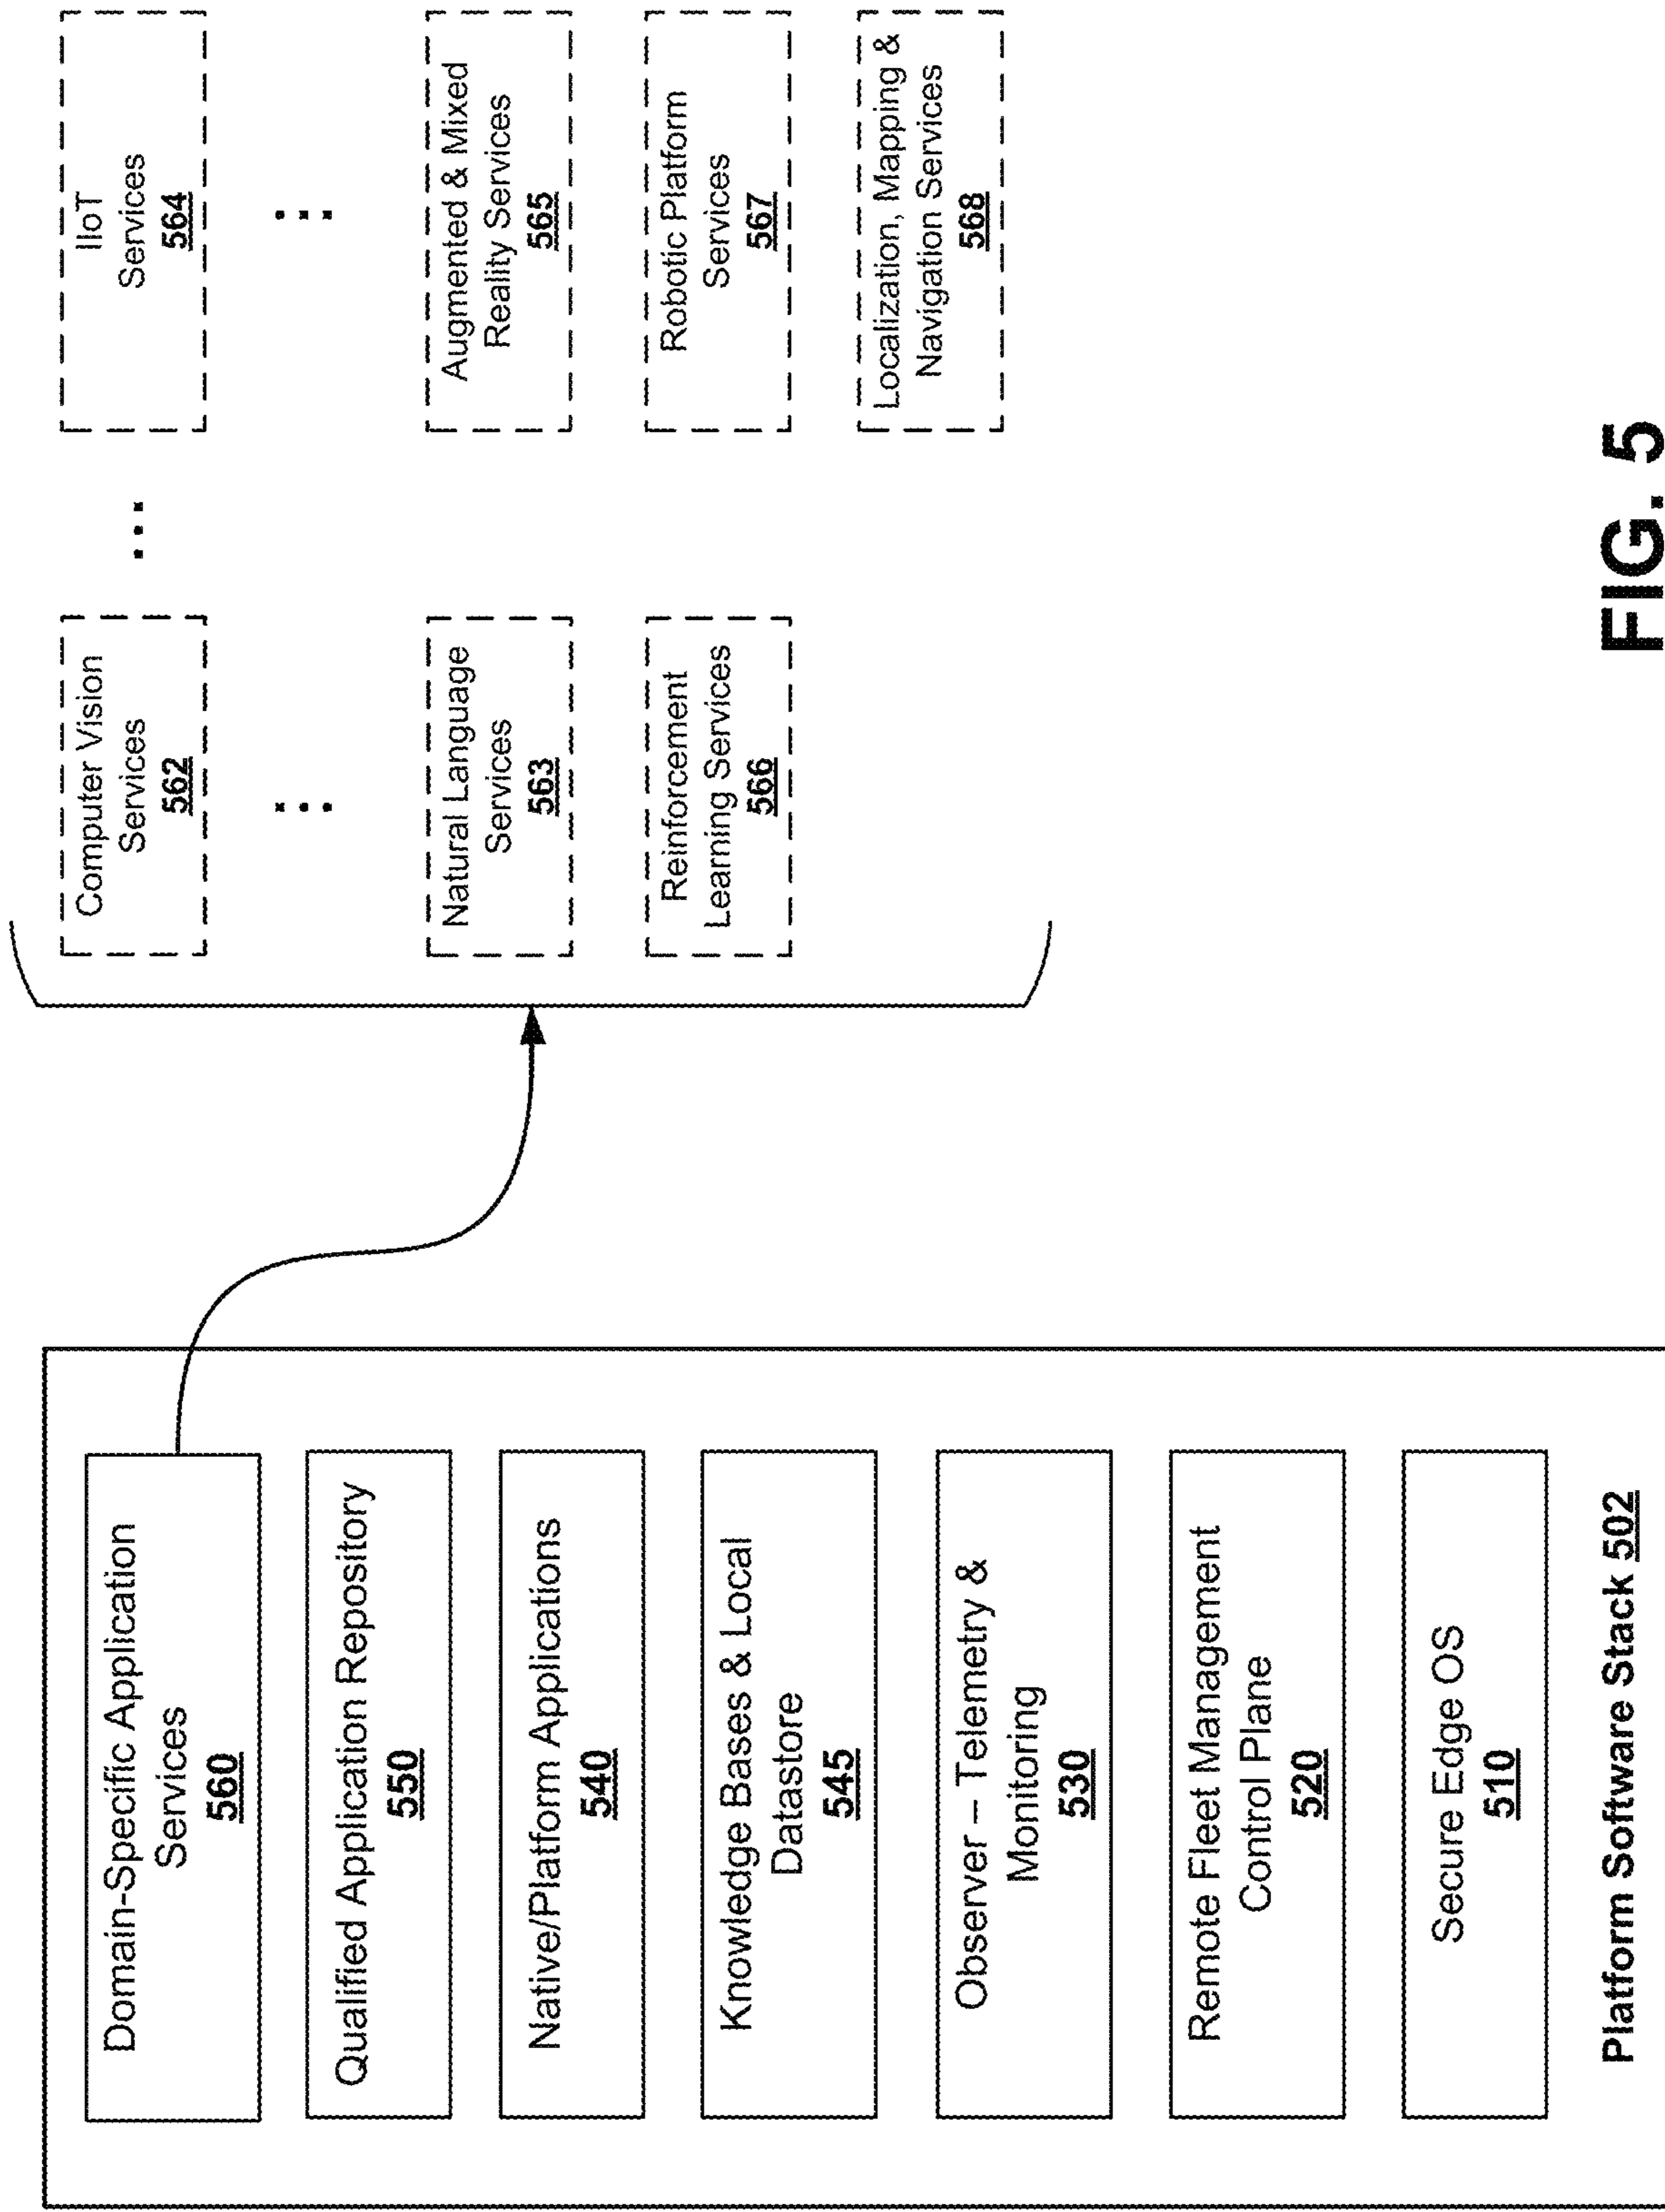 Domain-Specific Application
Services
560
Qualified Application Repository
550
Native/Platform Applications
540
Knowledge Bases & Local
Datastore
545
Observer – Telemetry &
Monitoring
530
Remote Fleet Management
Control Plane
520
Secure Edge OS
510
Platform Software Stack 502
Computer Vision
Services
562
...
IIoT
Services
564
...
...
Natural Language
Services
563
Augmented & Mixed
Reality Services
565
Reinforcement
Learning Services
566
Robotic Platform
Services
567
Localization, Mapping &
Navigation Services
568
FIG. 5